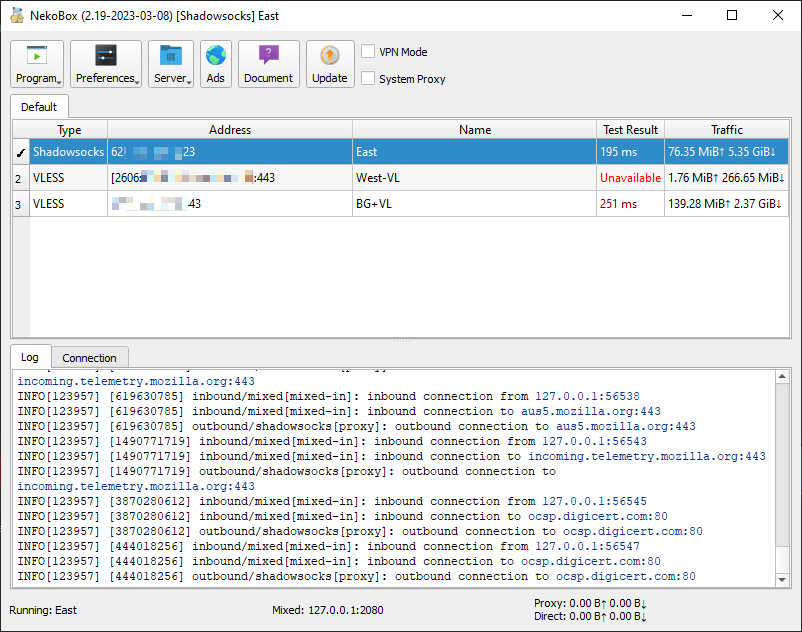 NekoBox (2.19-2023-03-08) [Shadowsocks] East
Program Preferences Server Ads Document Update
VPN Mode
System Proxy
Default
Type Address Name Test Result Traffic
Shadowsocks 62 23 East 195 ms 76.35 MiB↑ 5.35 GiB↓
2 VLESS [2606: :443 West-VL Unavailable 1.76 MiB↑ 266.65 MiB↓
3 VLESS 43 BG+VL 251 ms 139.28 MiB↑ 2.37 GiB↓
Log Connection
incoming.telemetry.mozilla.org:443
INFO[123957] [619630785] inbound/mixed[mixed-in]: inbound connection from 127.0.0.1:56538
INFO[123957] [619630785] inbound/mixed[mixed-in]: inbound connection to aus5.mozilla.org:443
INFO[123957] [619630785] outbound/shadowsocks[proxy]: outbound connection to aus5.mozilla.org:443
INFO[123957] [1490771719] inbound/mixed[mixed-in]: inbound connection from 127.0.0.1:56543
INFO[123957] [1490771719] inbound/mixed[mixed-in]: inbound connection to incoming.telemetry.mozilla.org:443
INFO[123957] [1490771719] outbound/shadowsocks[proxy]: outbound connection to
incoming.telemetry.mozilla.org:443
INFO[123957] [3870280612] inbound/mixed[mixed-in]: inbound connection from 127.0.0.1:56545
INFO[123957] [3870280612] inbound/mixed[mixed-in]: inbound connection to ocsp.digicert.com:80
INFO[123957] [3870280612] outbound/shadowsocks[proxy]: outbound connection to ocsp.digicert.com:80
INFO[123957] [444018256] inbound/mixed[mixed-in]: inbound connection from 127.0.0.1:56547
INFO[123957] [444018256] inbound/mixed[mixed-in]: inbound connection to ocsp.digicert.com:80
INFO[123957] [444018256] outbound/shadowsocks[proxy]: outbound connection to ocsp.digicert.com:80
Running: East
Mixed: 127.0.0.1:2080
Proxy: 0.00 B↑ 0.00 B↓
Direct: 0.00 B↑ 0.00 B↓